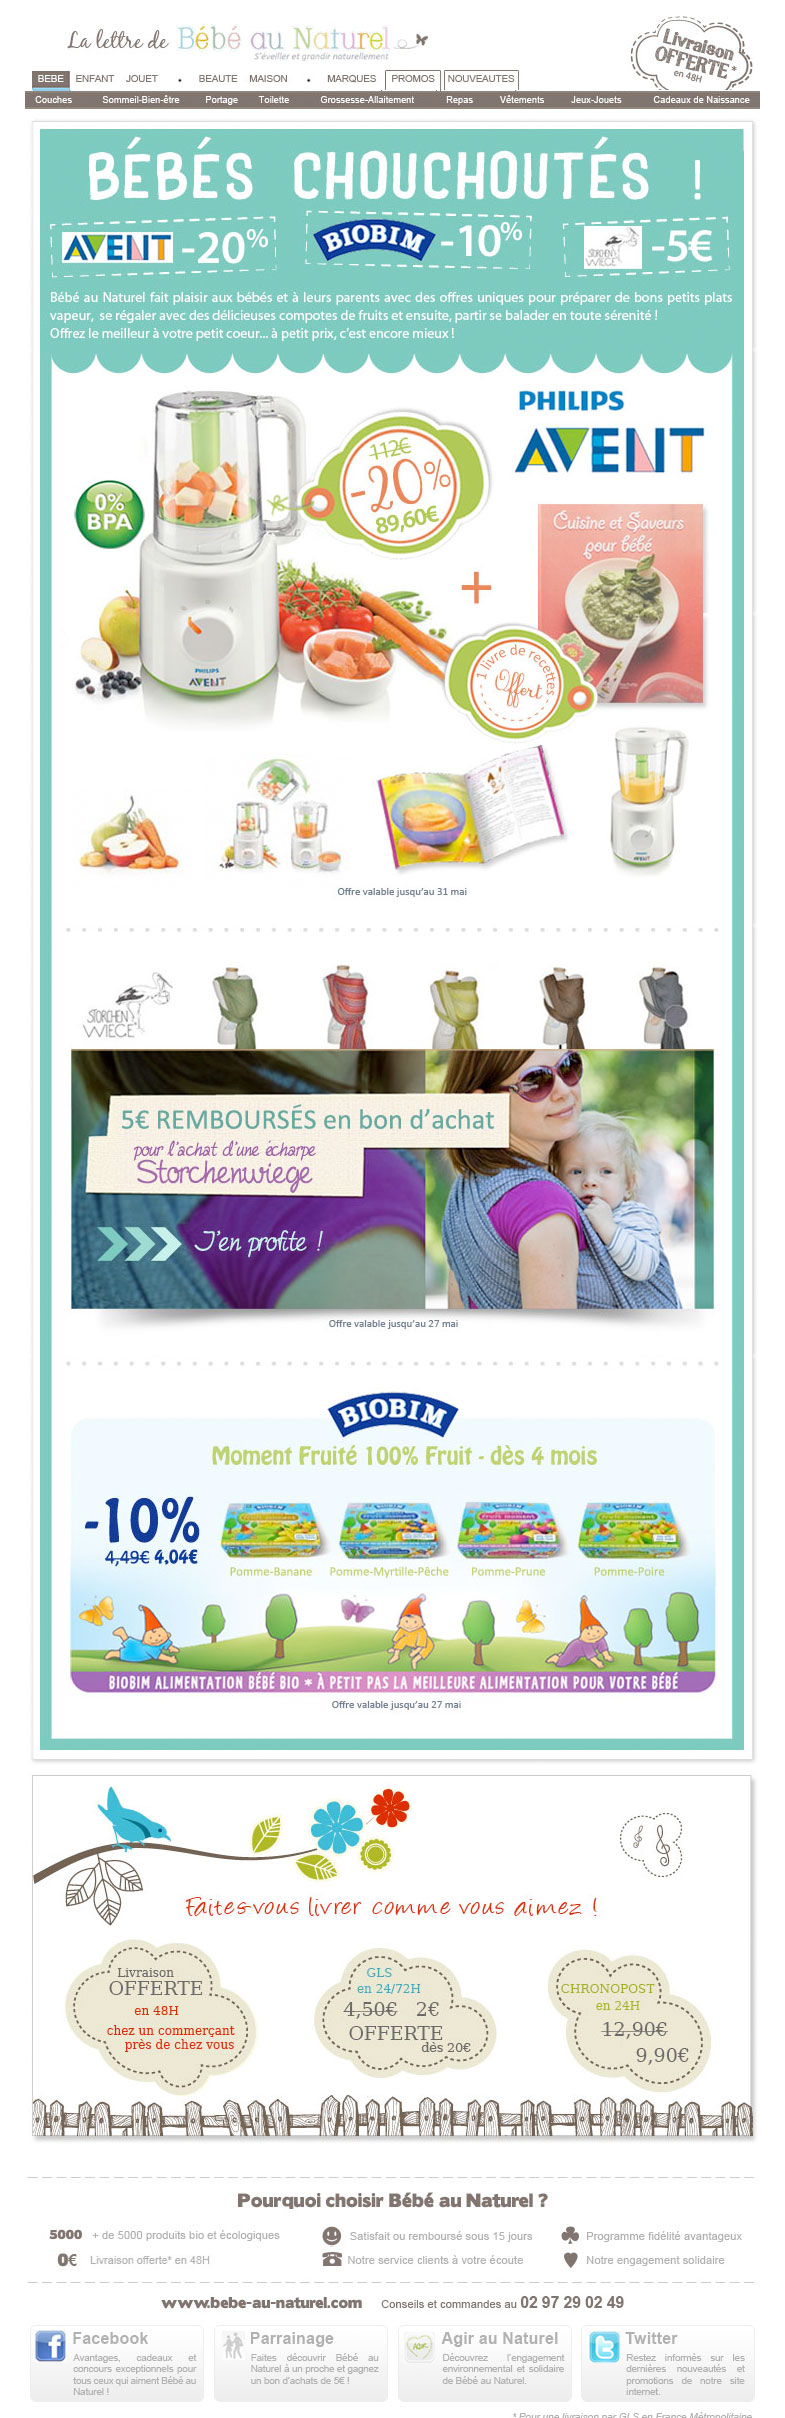 La lettre de Bébé au Naturel
S'éveiller et grandir naturellement
Livraison
OFFERTE*
en 48H
BEBE ENFANT JOUET • BEAUTE MAISON • MARQUES PROMOS NOUVEAUTES
Couches Sommeil-Bien-être Portage Toilette Grossesse-Allaitement Repas Vêtements Jeux-Jouets Cadeaux de Naissance
BÉBÉS CHOUCHOUTÉS !
AVENT -20%
BIOBIM -10%
STORCHEN WIEGE -5€
Bébé au Naturel fait plaisir aux bébés et à leurs parents avec des offres uniques pour préparer de bons petits plats
vapeur, se régaler avec des délicieuses compotes de fruits et ensuite, partir se balader en toute sérénité !
Offrez le meilleur à votre petit coeur... à petit prix, c'est encore mieux !
PHILIPS
AVENT
112€
-20%
89,60€
0%
BPA
Cuisine et Saveurs
pour bébé
+
1 livre de recettes
Offert
PHILIPS
AVENT
Offre valable jusqu'au 31 mai
STORCHEN
WIEGE
5€ REMBOURSÉS en bon d'achat
pour l'achat d'une écharpe
Storchenwiege
J'en profite !
Offre valable jusqu'au 27 mai
BIOBIM
Moment Fruité 100% Fruit - dès 4 mois
-10%
4,49€ 4,04€
Pomme-Banane Pomme-Myrtille-Pêche Pomme-Prune Pomme-Poire
BIOBIM ALIMENTATION BÉBÉ BIO * À PETIT PAS LA MEILLEURE ALIMENTATION POUR VOTRE BÉBÉ
Offre valable jusqu'au 27 mai
Faites-vous livrer comme vous aimez !
Livraison
OFFERTE
en 48H
chez un commerçant
près de chez vous
GLS
en 24/72H
4,50€ 2€
OFFERTE
dès 20€
CHRONOPOST
en 24H
12,90€
9,90€
Pourquoi choisir Bébé au Naturel ?
5000 + de 5000 produits bio et écologiques
Satisfait ou remboursé sous 15 jours
Programme fidélité avantageux
0€ Livraison offerte* en 48H
Notre service clients à votre écoute
Notre engagement solidaire
www.bebe-au-naturel.com Conseils et commandes au 02 97 29 02 49
Facebook
Avantages, cadeaux et
concours exceptionnels pour
tous ceux qui aiment Bébé au
Naturel !
Parrainage
Faites découvrir Bébé au
Naturel à un proche et gagnez
un bon d'achats de 5€ !
Agir au Naturel
Découvrez l'engagement
environnemental et solidaire
de Bébé au Naturel.
Twitter
Restez informés sur les
dernières nouveautés et
promotions de notre site
internet.
* Pour une livraison par GLS en France Métropolitaine